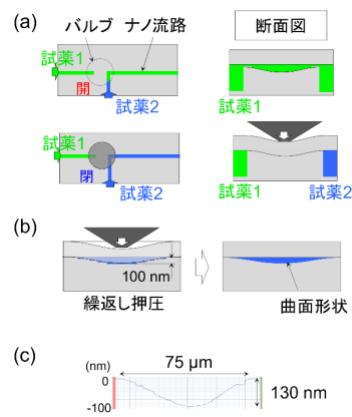 (a)
バルブ ナノ流路
断面図
試薬1
開
試薬2
試薬1
試薬1
閉
試薬2
試薬1
試薬2
(b)
100 nm
繰返し押圧
曲面形状
(c)
(nm)
75 μm
0
130 nm
-100